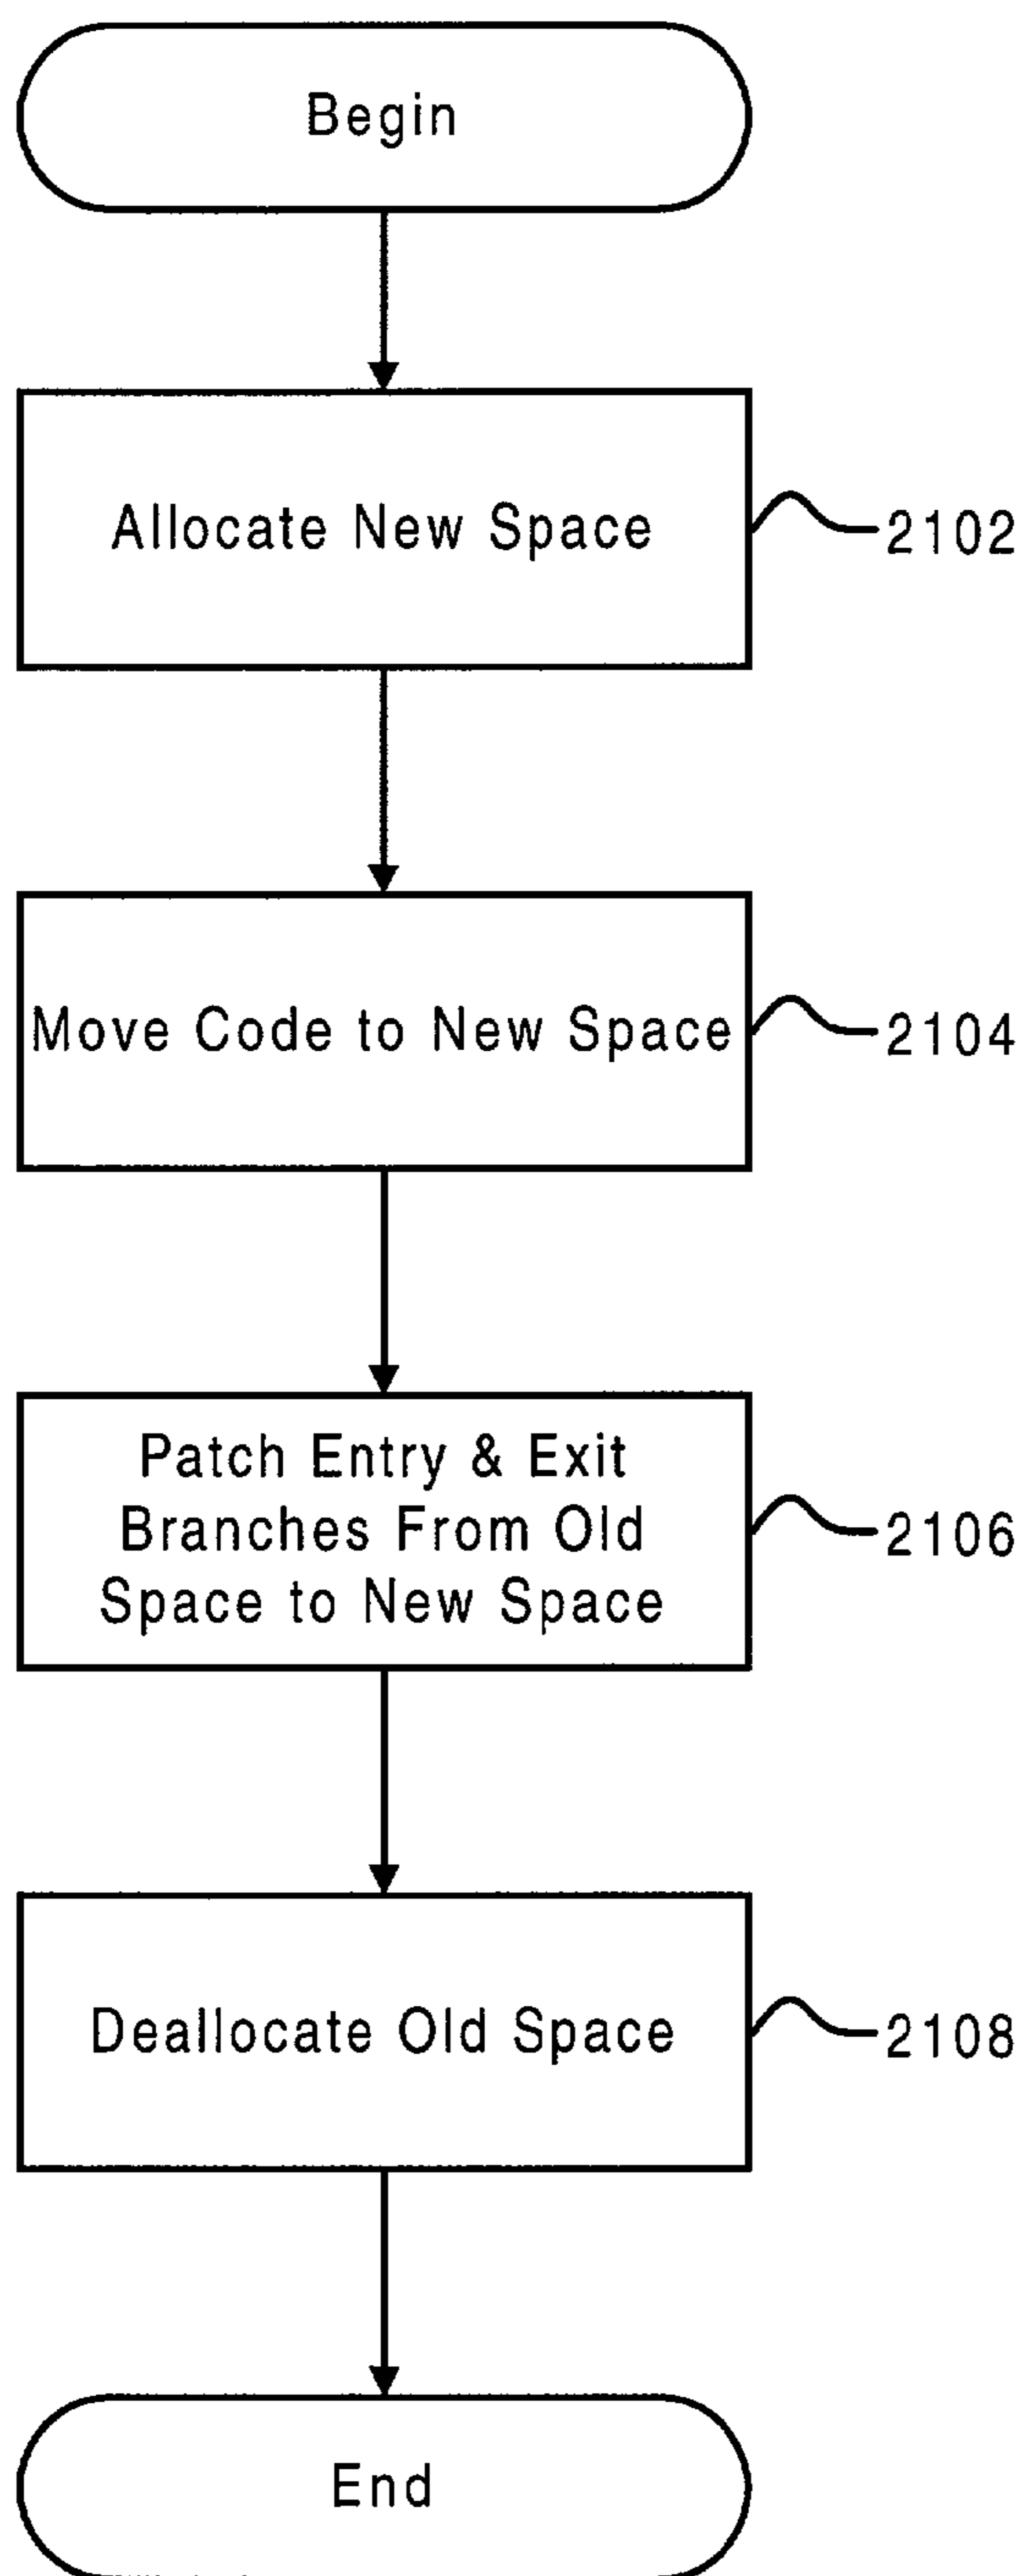 Begin
Allocate New Space
2102
Move Code to New Space
2104
Patch Entry & Exit
Branches From Old
Space to New Space
2106
Deallocate Old Space
2108
End